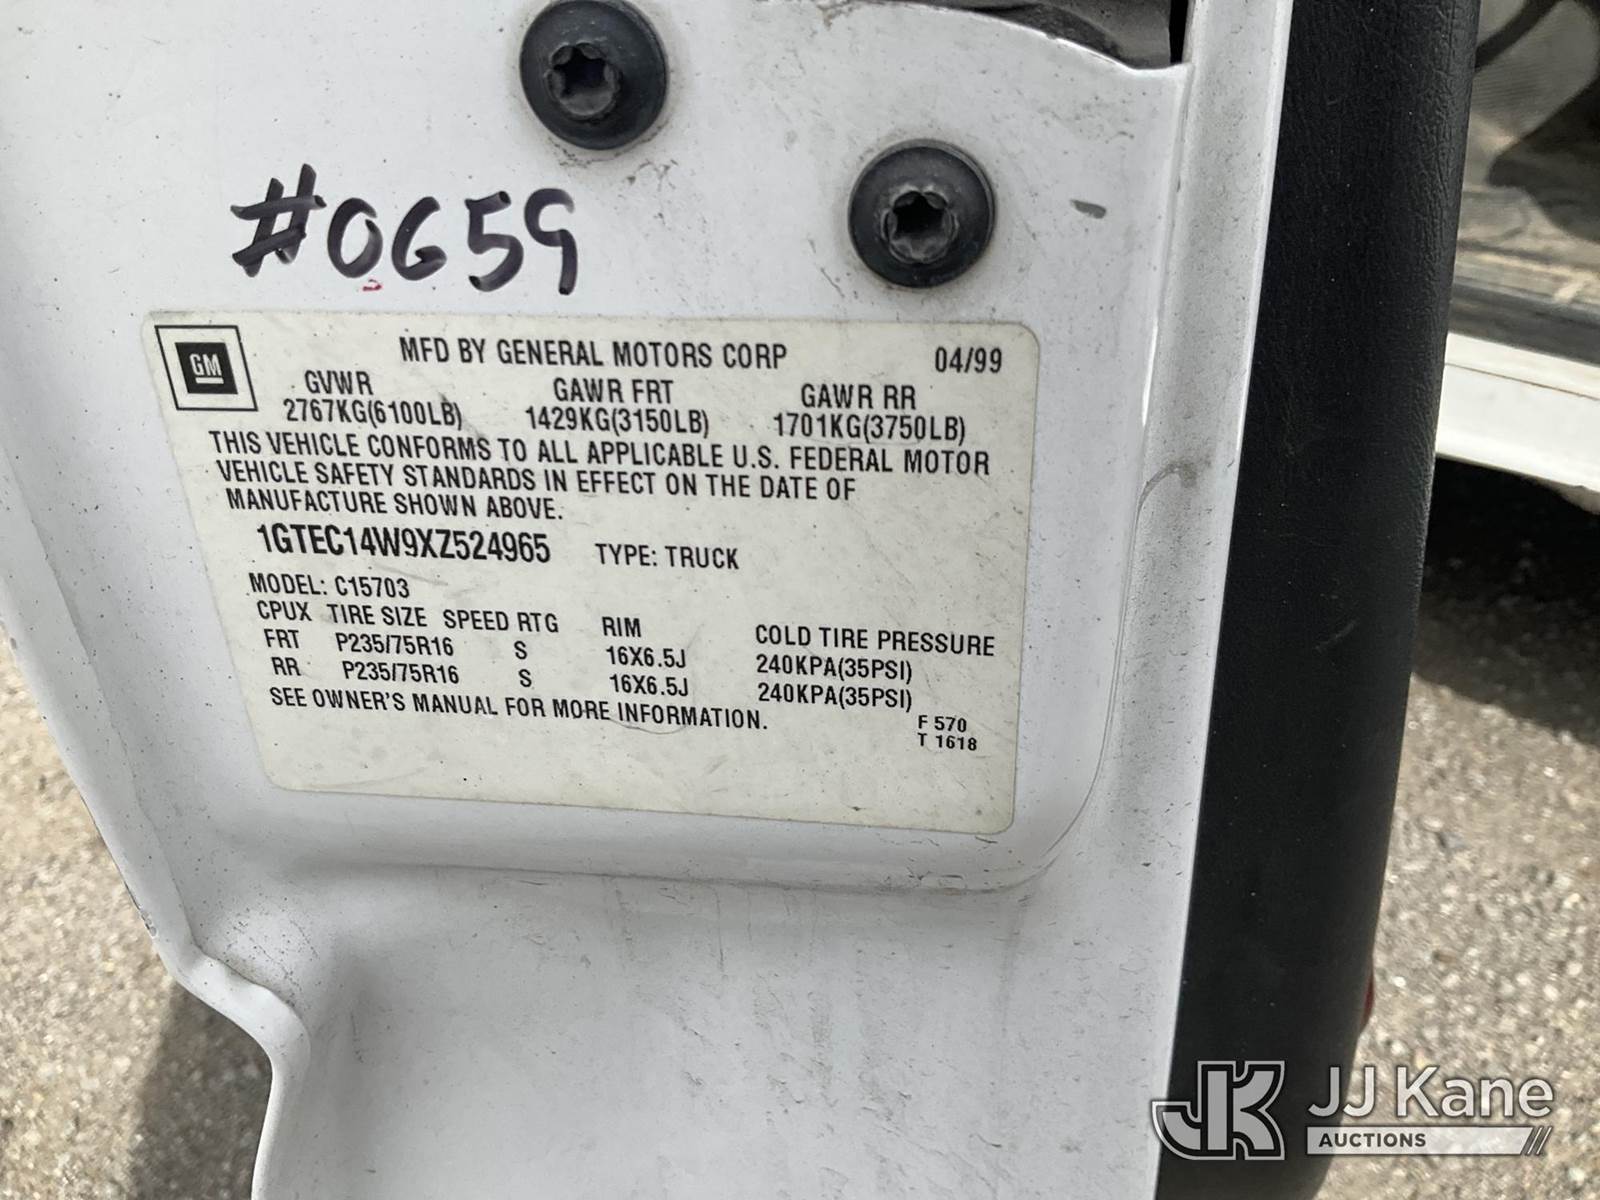 #0659
GM
MFD BY GENERAL MOTORS CORP 04/99
GVWR GAWR FRT GAWR RR
2767KG(6100LB) 1429KG(3150LB) 1701KG(3750LB)
THIS VEHICLE CONFORMS TO ALL APPLICABLE U.S. FEDERAL MOTOR
VEHICLE SAFETY STANDARDS IN EFFECT ON THE DATE OF
MANUFACTURE SHOWN ABOVE.
1GTEC14W9XZ524965 TYPE: TRUCK
MODEL: C15703
CPUX TIRE SIZE SPEED RTG RIM COLD TIRE PRESSURE
FRT P235/75R16 S 16X6.5J 240KPA(35PSI)
RR P235/75R16 S 16X6.5J 240KPA(35PSI)
SEE OWNER'S MANUAL FOR MORE INFORMATION.
F 570
T 1618
JK JJ Kane
AUCTIONS